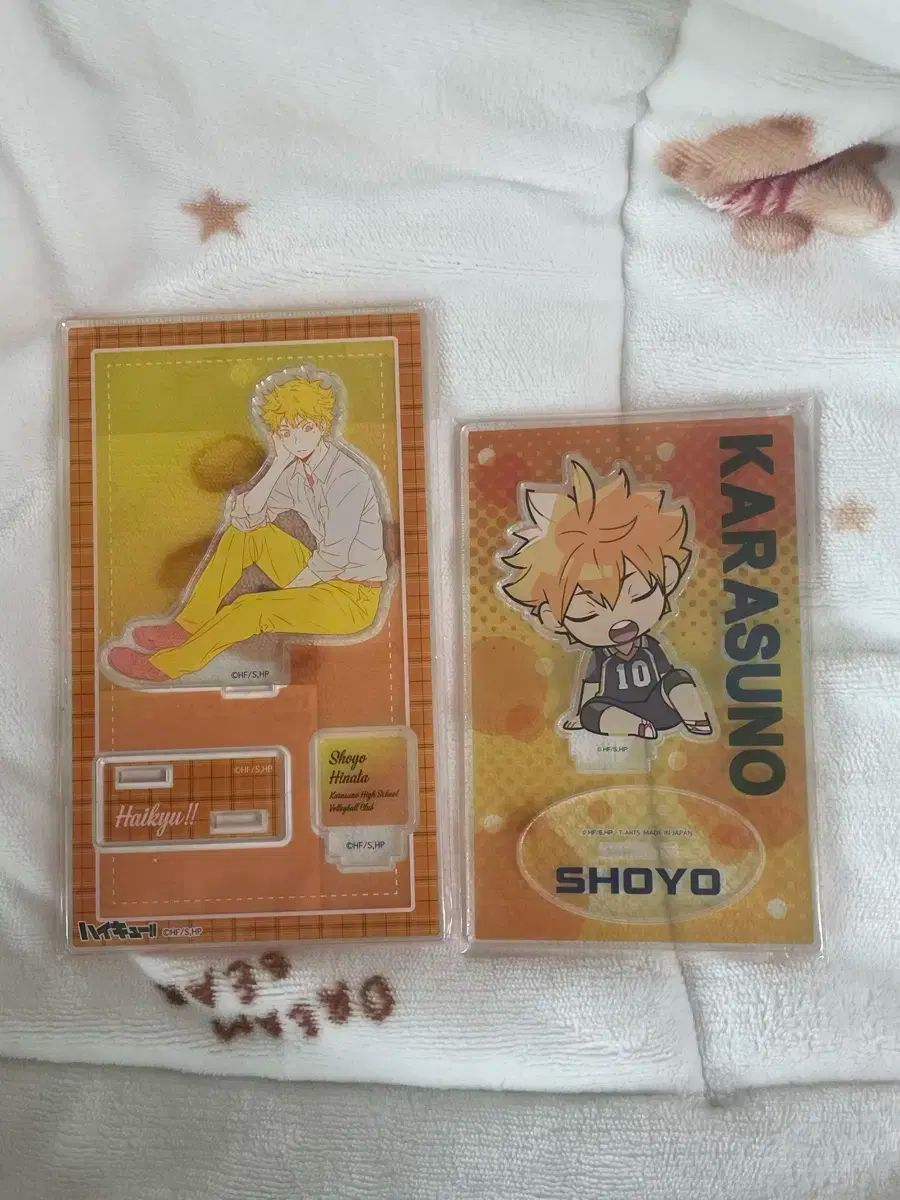 ©HF/S,HP
©HF/S,HP
Haikyu!!
Shoyo
Hinata
Karasuno High School
Volleyball Club
©HF/S,HP
ハイキュー!! ©HF/S,HP
KARASUNO
10
©HF/S,HP
©HF/S,HP / T-ARTS MADE IN JAPAN
SHOYO